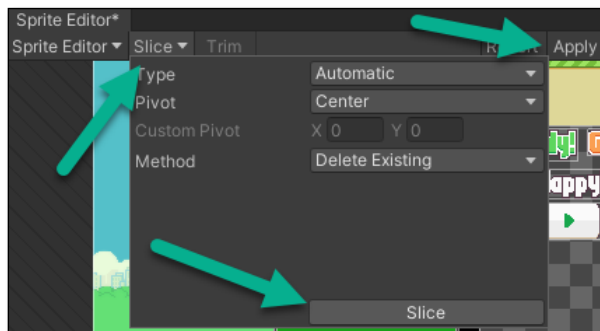 Sprite Editor*
Sprite Editor Slice Trim Apply
Type Automatic
Pivot Center
Custom Pivot X 0 Y 0
Method Delete Existing
Slice